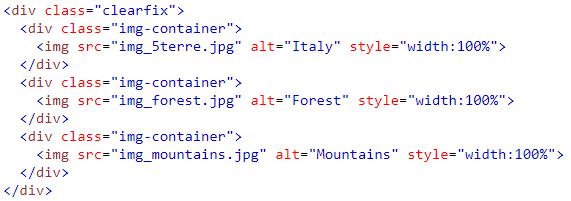 <div class="clearfix">
  <div class="img-container">
    <img src="img_5terre.jpg" alt="Italy" style="width:100%">
  </div>
  <div class="img-container">
    <img src="img_forest.jpg" alt="Forest" style="width:100%">
  </div>
  <div class="img-container">
    <img src="img_mountains.jpg" alt="Mountains" style="width:100%">
  </div>
</div>